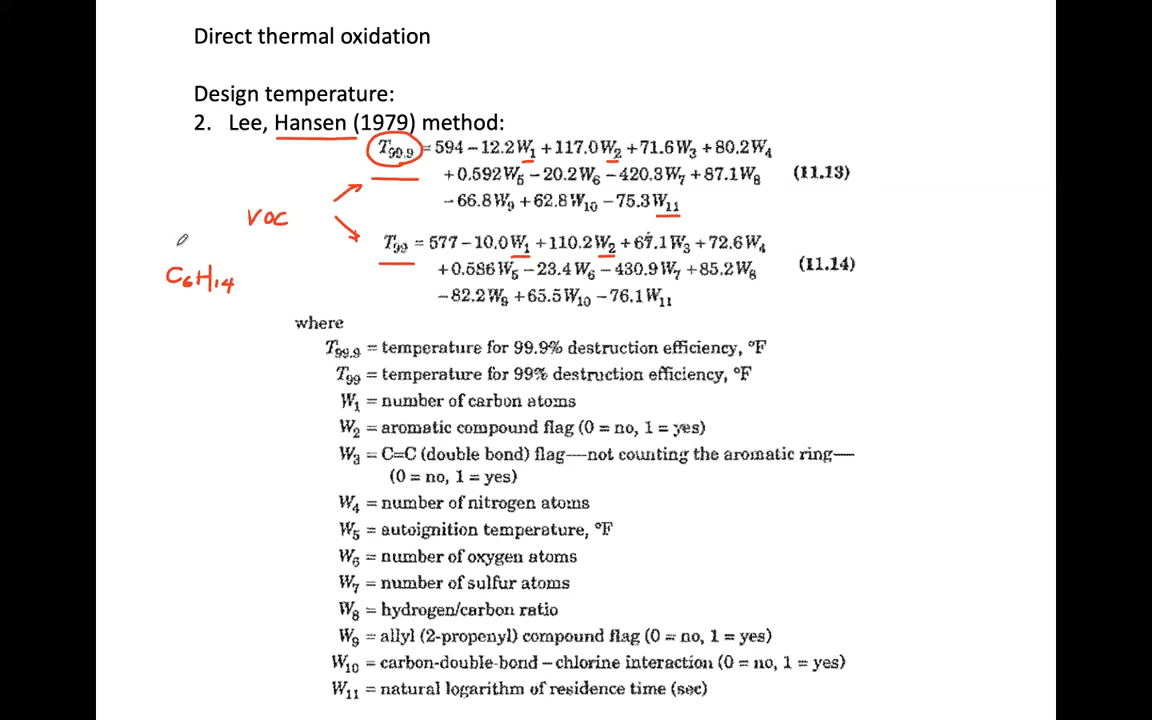 Direct thermal oxidation
Design temperature:
2. Lee, Hansen (1979) method:
T99.9 = 594 − 12.2W1 + 117.0W2 + 71.6W3 + 80.2W4
+ 0.592W5 − 20.2W6 − 420.3W7 + 87.1W8 (11.13)
− 66.8W9 + 62.8W10 − 75.3W11
VOC
T99 = 577 − 10.0W1 + 110.2W2 + 67.1W3 + 72.6W4
C6H14
+ 0.586W5 − 23.4W6 − 430.9W7 + 85.2W8 (11.14)
− 82.2W9 + 65.5W10 − 76.1W11
where
T99.9 = temperature for 99.9% destruction efficiency, °F
T99 = temperature for 99% destruction efficiency, °F
W1 = number of carbon atoms
W2 = aromatic compound flag (0 = no, 1 = yes)
W3 = C=C (double bond) flag—not counting the aromatic ring—
(0 = no, 1 = yes)
W4 = number of nitrogen atoms
W5 = autoignition temperature, °F
W6 = number of oxygen atoms
W7 = number of sulfur atoms
W8 = hydrogen/carbon ratio
W9 = allyl (2-propenyl) compound flag (0 = no, 1 = yes)
W10 = carbon-double-bond – chlorine interaction (0 = no, 1 = yes)
W11 = natural logarithm of residence time (sec)